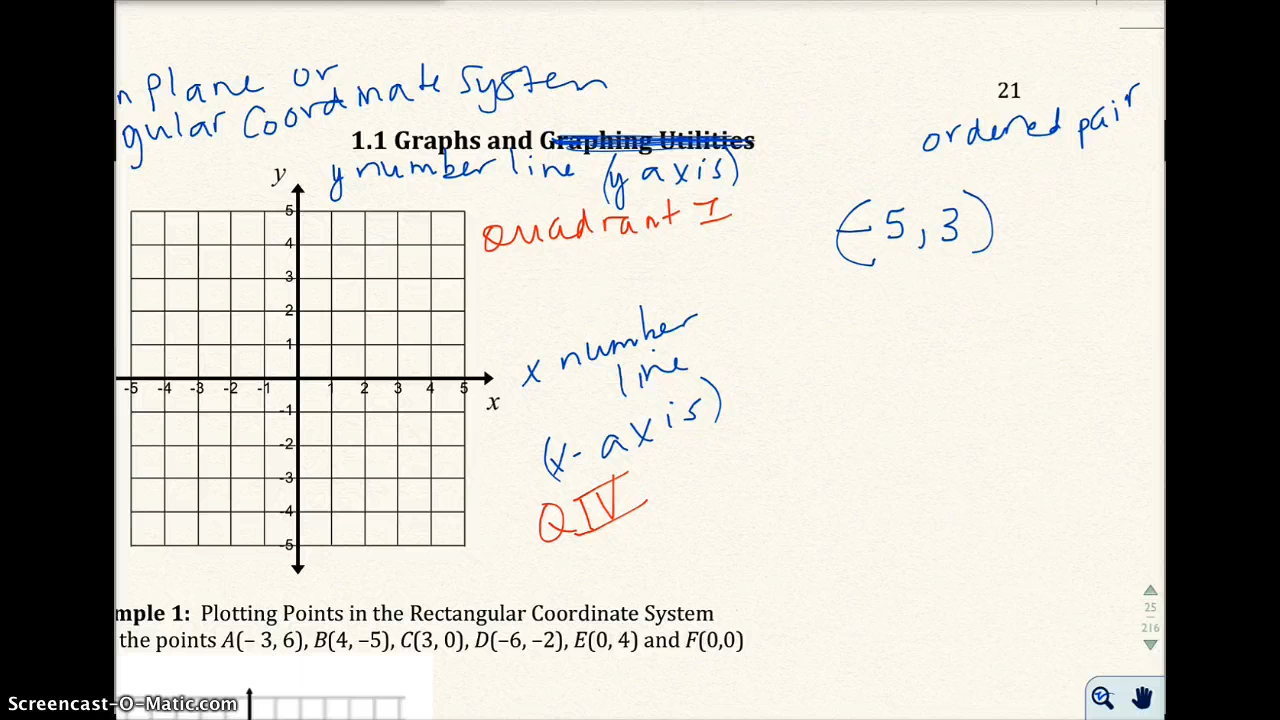 n plane or
gular Coordinate System
21
ordered pair
1.1 Graphs and Graphing Utilities
y number line (y axis)
y
Quadrant I
(-5, 3)
5
4
3
2
1
x number
line
-5 -4 -3 -2 -1 1 2 3 4 5
x
(x-axis)
-1
-2
-3
-4
-5
QIV
mple 1: Plotting Points in the Rectangular Coordinate System
the points A(– 3, 6), B(4, –5), C(3, 0), D(–6, –2), E(0, 4) and F(0,0)
25
216
Screencast-O-Matic.com